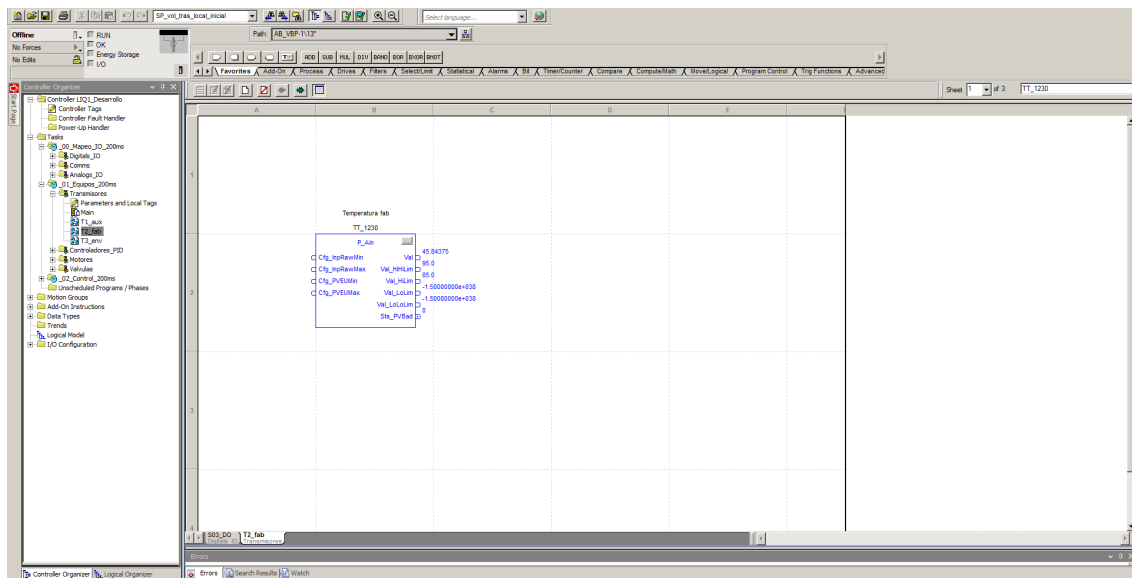 SP_vol_tras_local_inicial
Select language...
Offline
RUN
No Forces
OK
Energy Storage
No Edits
I/O
Path: AB_VBP-1\13*
ADD SUB MUL DIV BAND BOR BXOR BNOT
Favorites Add-On Process Drives Filters Select/Limit Statistical Alarms Bit Timer/Counter Compare Compute/Math Move/Logical Program Control Trig Functions Advanced
Start Page
Controller Organizer
Sheet 1 of 3 TT_1230
Controller LIQ1_Desarrollo
Controller Tags
Controller Fault Handler
Power-Up Handler
Tasks
_00_Mapeo_IO_200ms
Digitals_IO
Comms
Analogs_IO
_01_Equipos_200ms
Transmisores
Parameters and Local Tags
Main
T1_aux
T2_fab
T3_env
Controladores_PID
Motores
Valvulas
_02_Control_200ms
Unscheduled Programs / Phases
Motion Groups
Add-On Instructions
Data Types
Trends
Logical Model
I/O Configuration
A B C D E
1
2
3
4
Temperatura fab
TT_1230
P_AIn ...
Cfg_InpRawMin Val 45.84375
Cfg_InpRawMax Val_HiHiLim 95.0
Cfg_PVEUMin Val_HiLim 85.0
Cfg_PVEUMax Val_LoLim -1.50000000e+038
Val_LoLoLim -1.50000000e+038
Sts_PVBad 0
S03_DO T2_fab
Digitals IO Transmisores
Errors
Controller Organizer Logical Organizer
Errors Search Results Watch